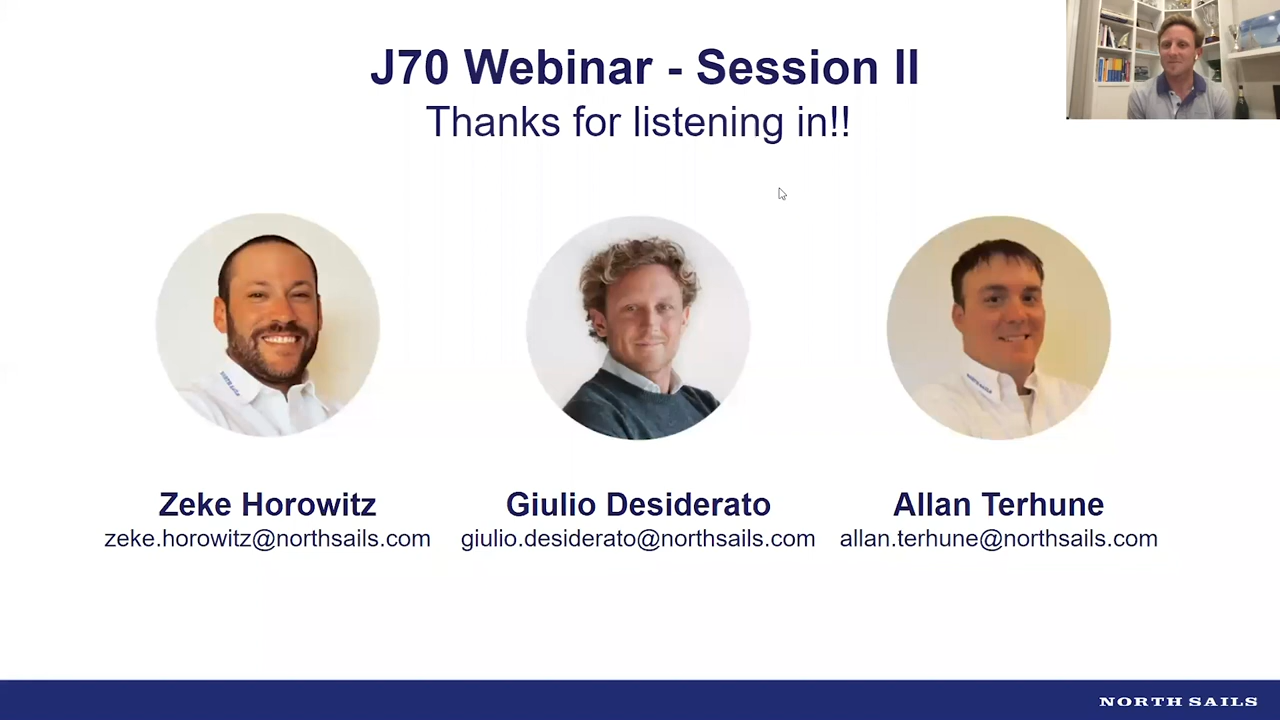 J70 Webinar - Session II
Thanks for listening in!!
Zeke Horowitz
zeke.horowitz@northsails.com
Giulio Desiderato
giulio.desiderato@northsails.com
Allan Terhune
allan.terhune@northsails.com
NORTH SAILS